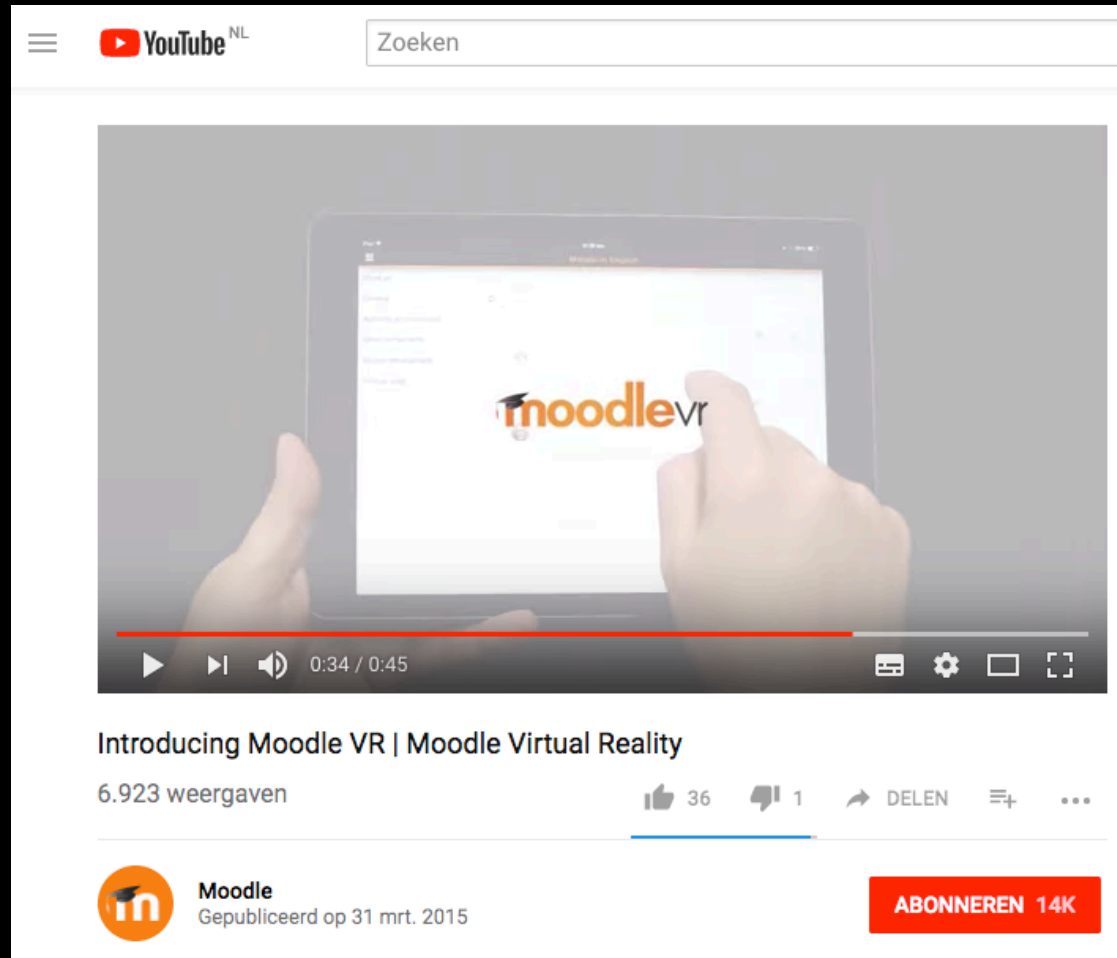 YouTube NL
Zoeken
moodlevr
0:34 / 0:45
Introducing Moodle VR | Moodle Virtual Reality
6.923 weergaven
36
1
DELEN
Moodle
Gepubliceerd op 31 mrt. 2015
ABONNEREN 14K